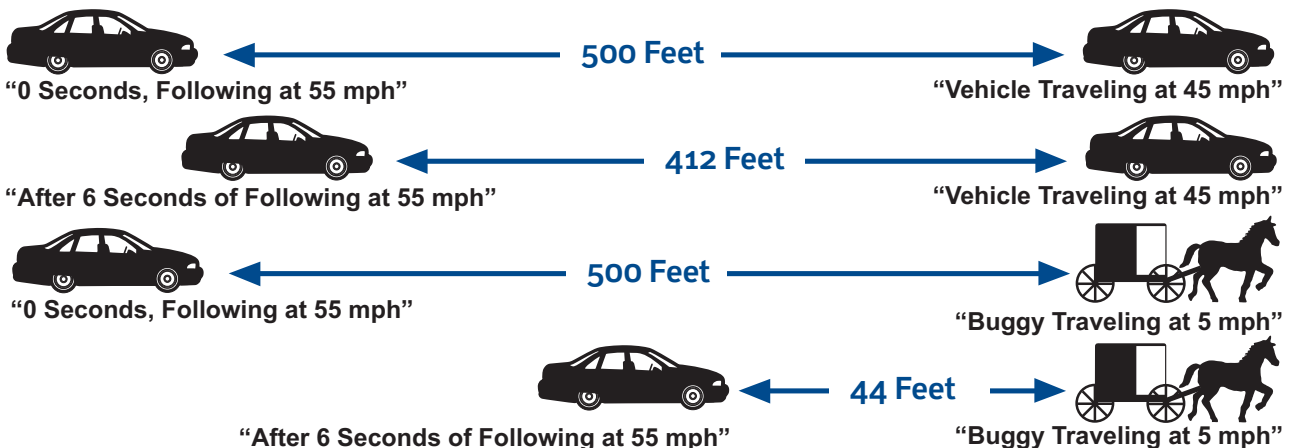 500 Feet
“0 Seconds, Following at 55 mph”
“Vehicle Traveling at 45 mph”
412 Feet
“After 6 Seconds of Following at 55 mph”
“Vehicle Traveling at 45 mph”
500 Feet
“0 Seconds, Following at 55 mph”
“Buggy Traveling at 5 mph”
44 Feet
“After 6 Seconds of Following at 55 mph”
“Buggy Traveling at 5 mph”